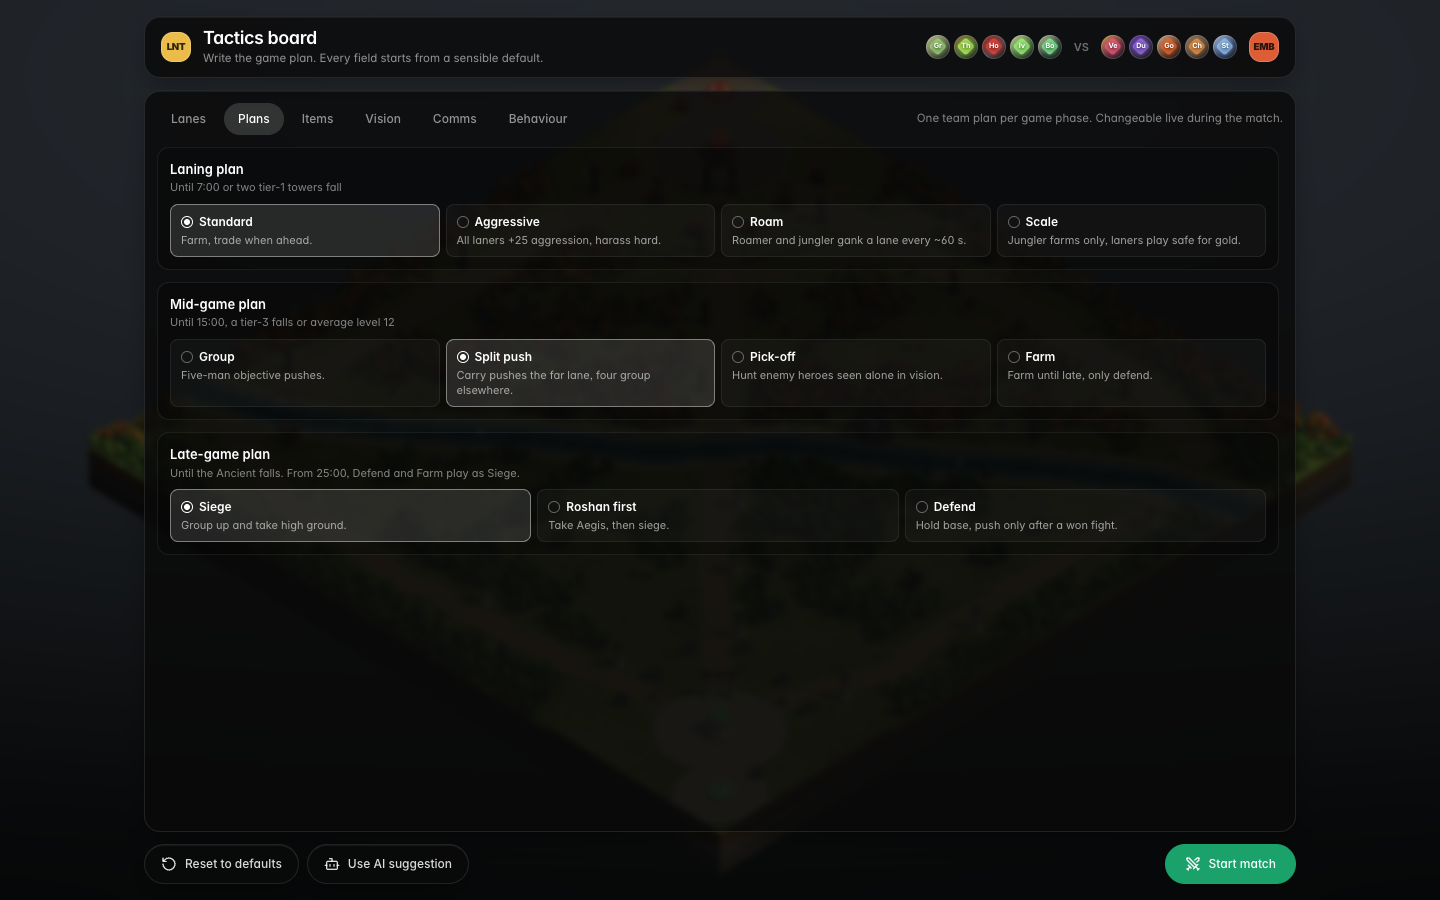 LNT
Tactics board
Write the game plan. Every field starts from a sensible default.
Gr Th Ho Iv Bo VS Ve Du Go Ch St EMB
Lanes Plans Items Vision Comms Behaviour
One team plan per game phase. Changeable live during the match.
Laning plan
Until 7:00 or two tier-1 towers fall
Standard
Farm, trade when ahead.
Aggressive
All laners +25 aggression, harass hard.
Roam
Roamer and jungler gank a lane every ~60 s.
Scale
Jungler farms only, laners play safe for gold.
Mid-game plan
Until 15:00, a tier-3 falls or average level 12
Group
Five-man objective pushes.
Split push
Carry pushes the far lane, four group
elsewhere.
Pick-off
Hunt enemy heroes seen alone in vision.
Farm
Farm until late, only defend.
Late-game plan
Until the Ancient falls. From 25:00, Defend and Farm play as Siege.
Siege
Group up and take high ground.
Roshan first
Take Aegis, then siege.
Defend
Hold base, push only after a won fight.
Reset to defaults
Use AI suggestion
Start match